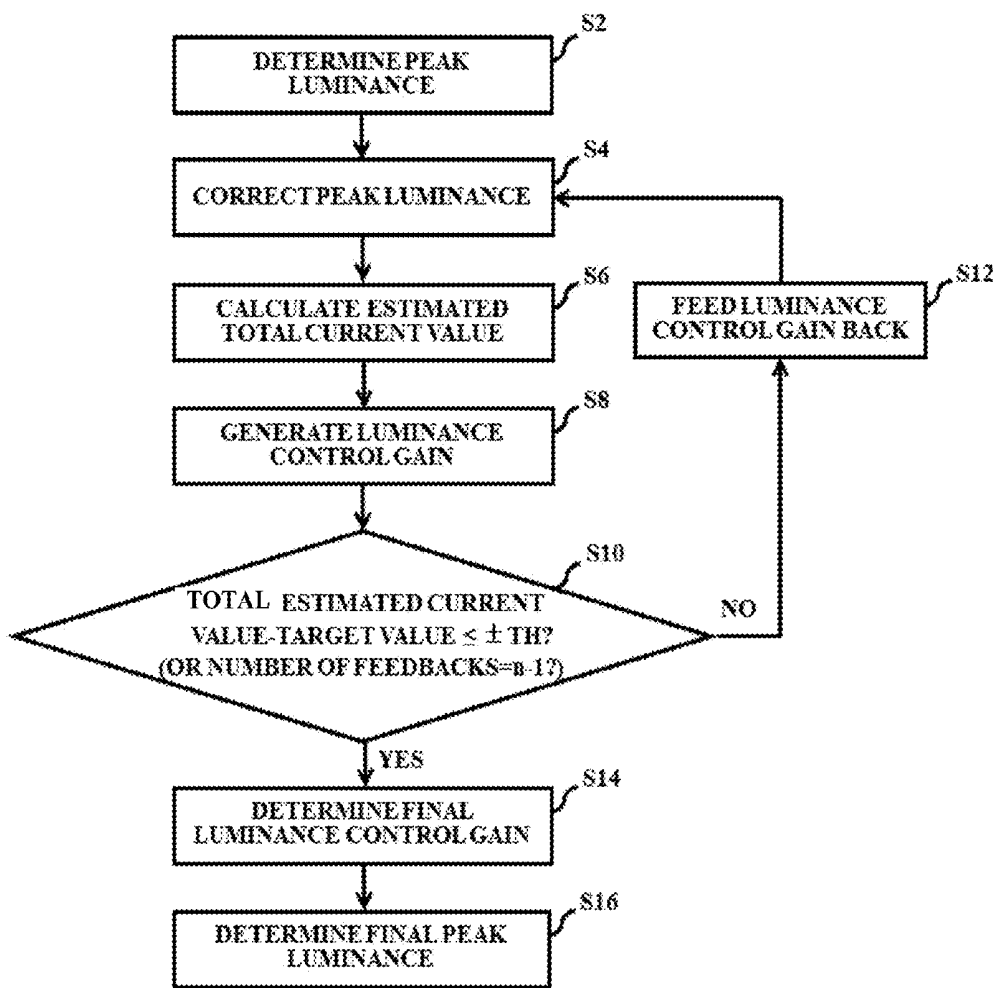 S2
DETERMINE PEAK
LUMINANCE
S4
CORRECT PEAK LUMINANCE
S6
CALCULATE ESTIMATED
TOTAL CURRENT VALUE
S12
FEED LUMINANCE
CONTROL GAIN BACK
S8
GENERATE LUMINANCE
CONTROL GAIN
S10
TOTAL ESTIMATED CURRENT
VALUE-TARGET VALUE ≤ ± TH?
(OR NUMBER OF FEEDBACKS=n-1?)
NO
YES
S14
DETERMINE FINAL
LUMINANCE CONTROL GAIN
S16
DETERMINE FINAL PEAK
LUMINANCE